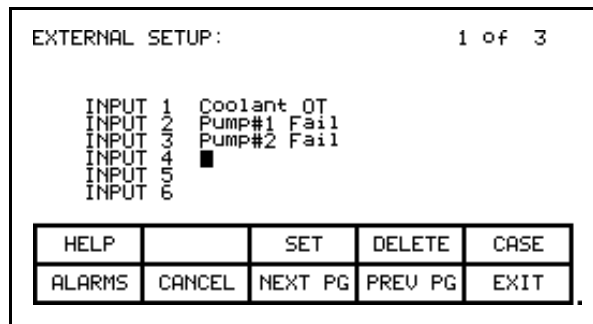 EXTERNAL SETUP: 1 of 3
INPUT 1 Coolant OT
INPUT 2 Pump#1 Fail
INPUT 3 Pump#2 Fail
INPUT 4
INPUT 5
INPUT 6
HELP SET DELETE CASE
ALARMS CANCEL NEXT PG PREV PG EXIT